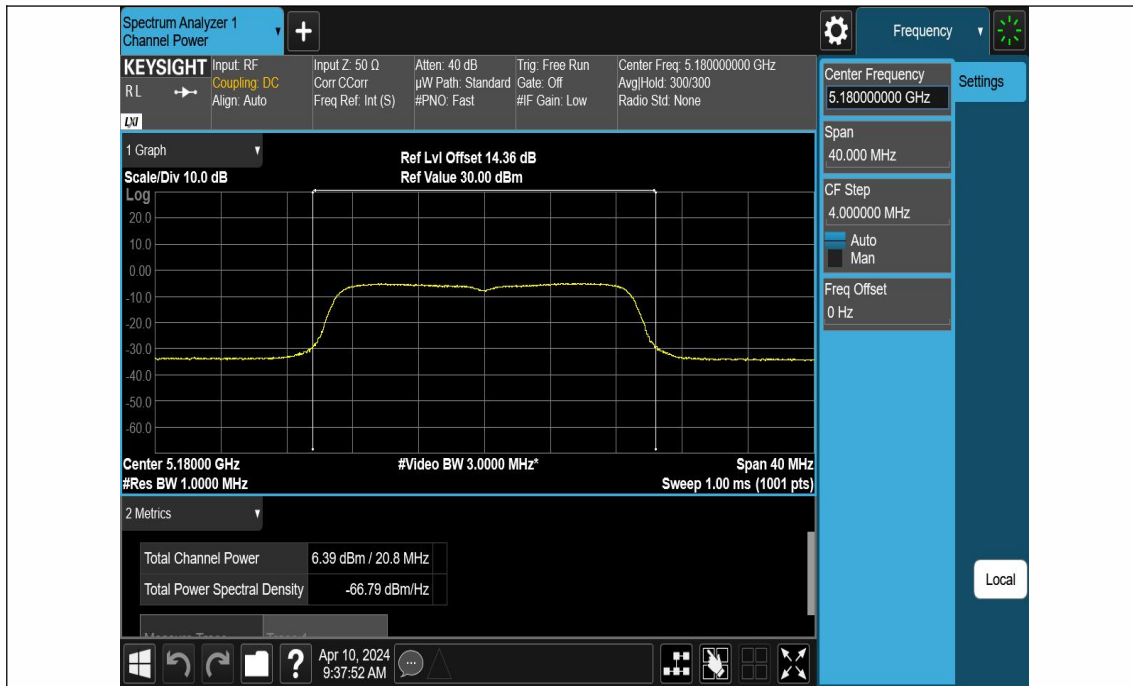 Spectrum Analyzer 1
Channel Power
+
Frequency
KEYSIGHT
RL
LXI
Input: RF
Coupling: DC
Align: Auto
Input Z: 50 Ω
Corr CCorr
Freq Ref: Int (S)
Atten: 40 dB
µW Path: Standard
#PNO: Fast
Trig: Free Run
Gate: Off
#IF Gain: Low
Center Freq: 5.180000000 GHz
Avg|Hold: 300/300
Radio Std: None
Center Frequency
5.180000000 GHz
Settings
Span
40.000 MHz
CF Step
4.000000 MHz
Auto
Man
Freq Offset
0 Hz
1 Graph
Scale/Div 10.0 dB
Ref Lvl Offset 14.36 dB
Ref Value 30.00 dBm
Log
20.0
10.0
0.00
-10.0
-20.0
-30.0
-40.0
-50.0
-60.0
Center 5.18000 GHz
#Res BW 1.0000 MHz
#Video BW 3.0000 MHz*
Span 40 MHz
Sweep 1.00 ms (1001 pts)
2 Metrics
Total Channel Power 6.39 dBm / 20.8 MHz
Total Power Spectral Density -66.79 dBm/Hz
Local
?
Apr 10, 2024
9:37:52 AM